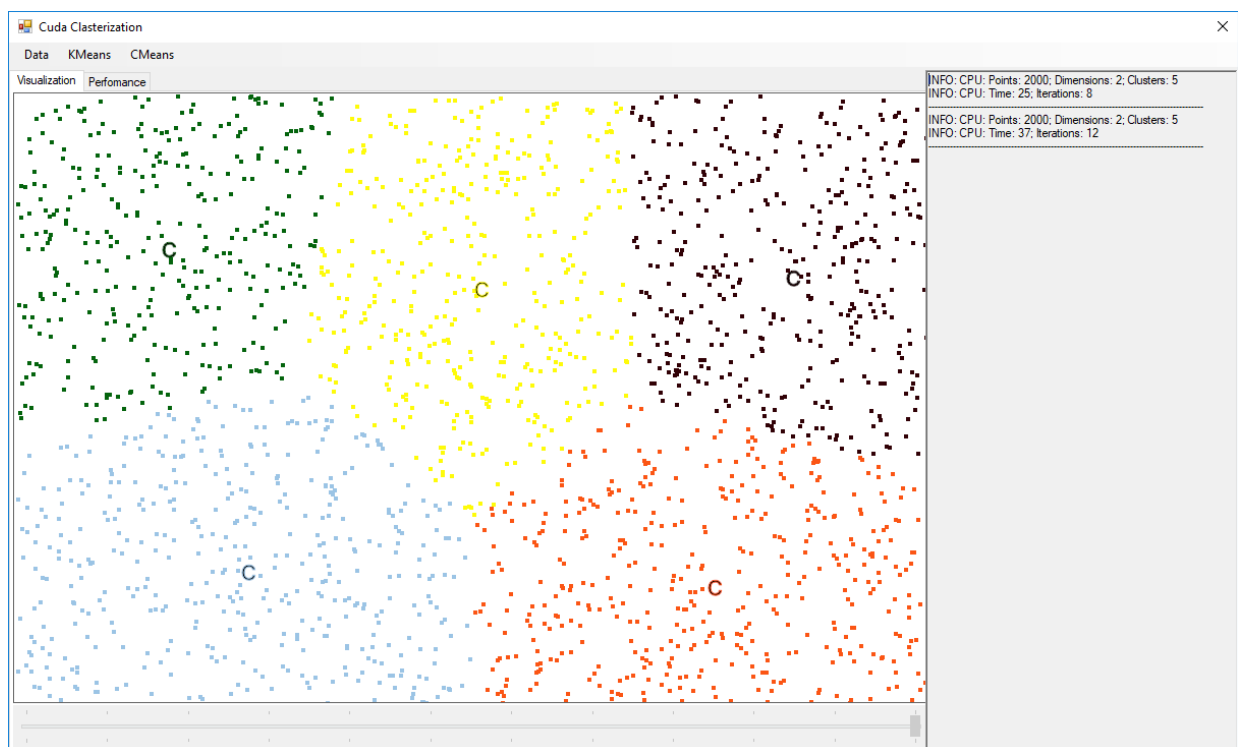 Cuda Clasterization
Data KMeans CMeans
Visualization Perfomance
INFO: CPU: Points: 2000; Dimensions: 2; Clusters: 5
INFO: CPU: Time: 25; Iterations: 8
INFO: CPU: Points: 2000; Dimensions: 2; Clusters: 5
INFO: CPU: Time: 37; Iterations: 12
C
C
C
C
C